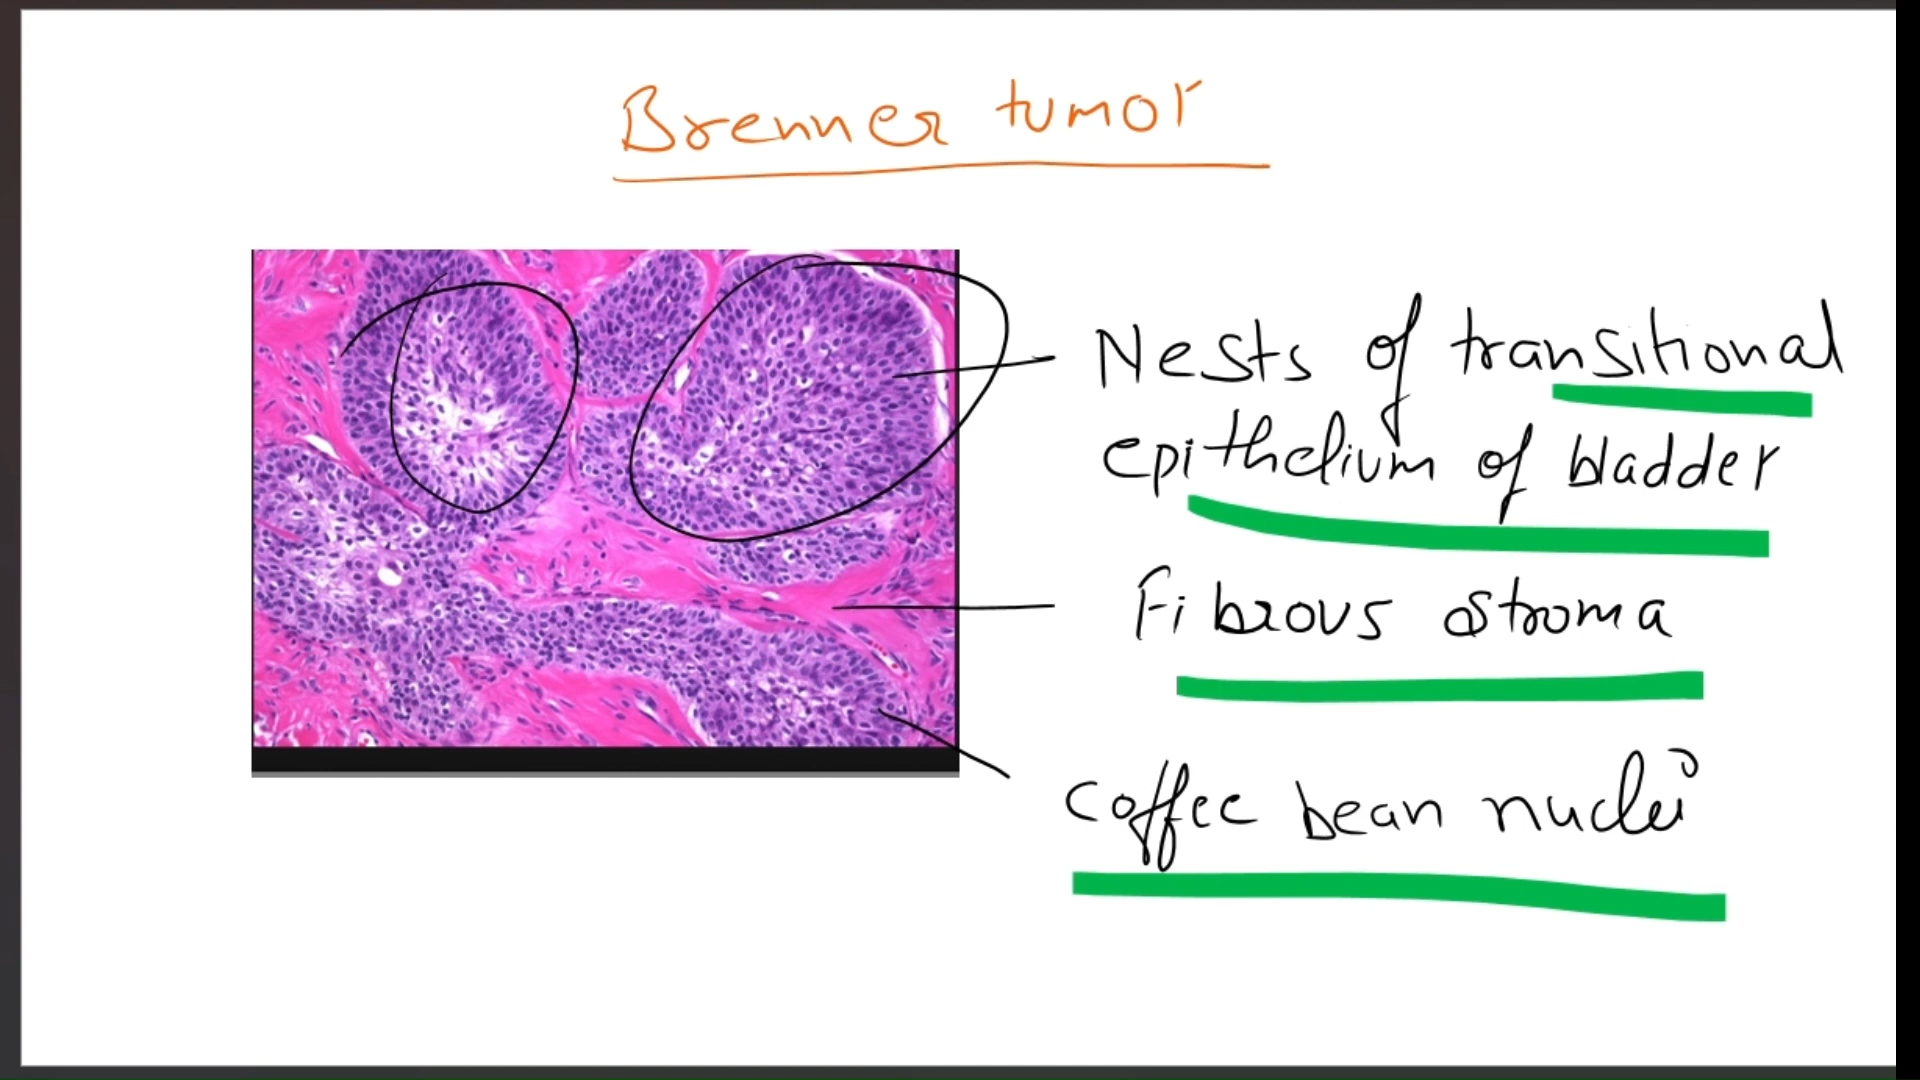 Brenner tumor
Nests of transitional
epithelium of bladder
Fibrous stroma
coffee bean nuclei